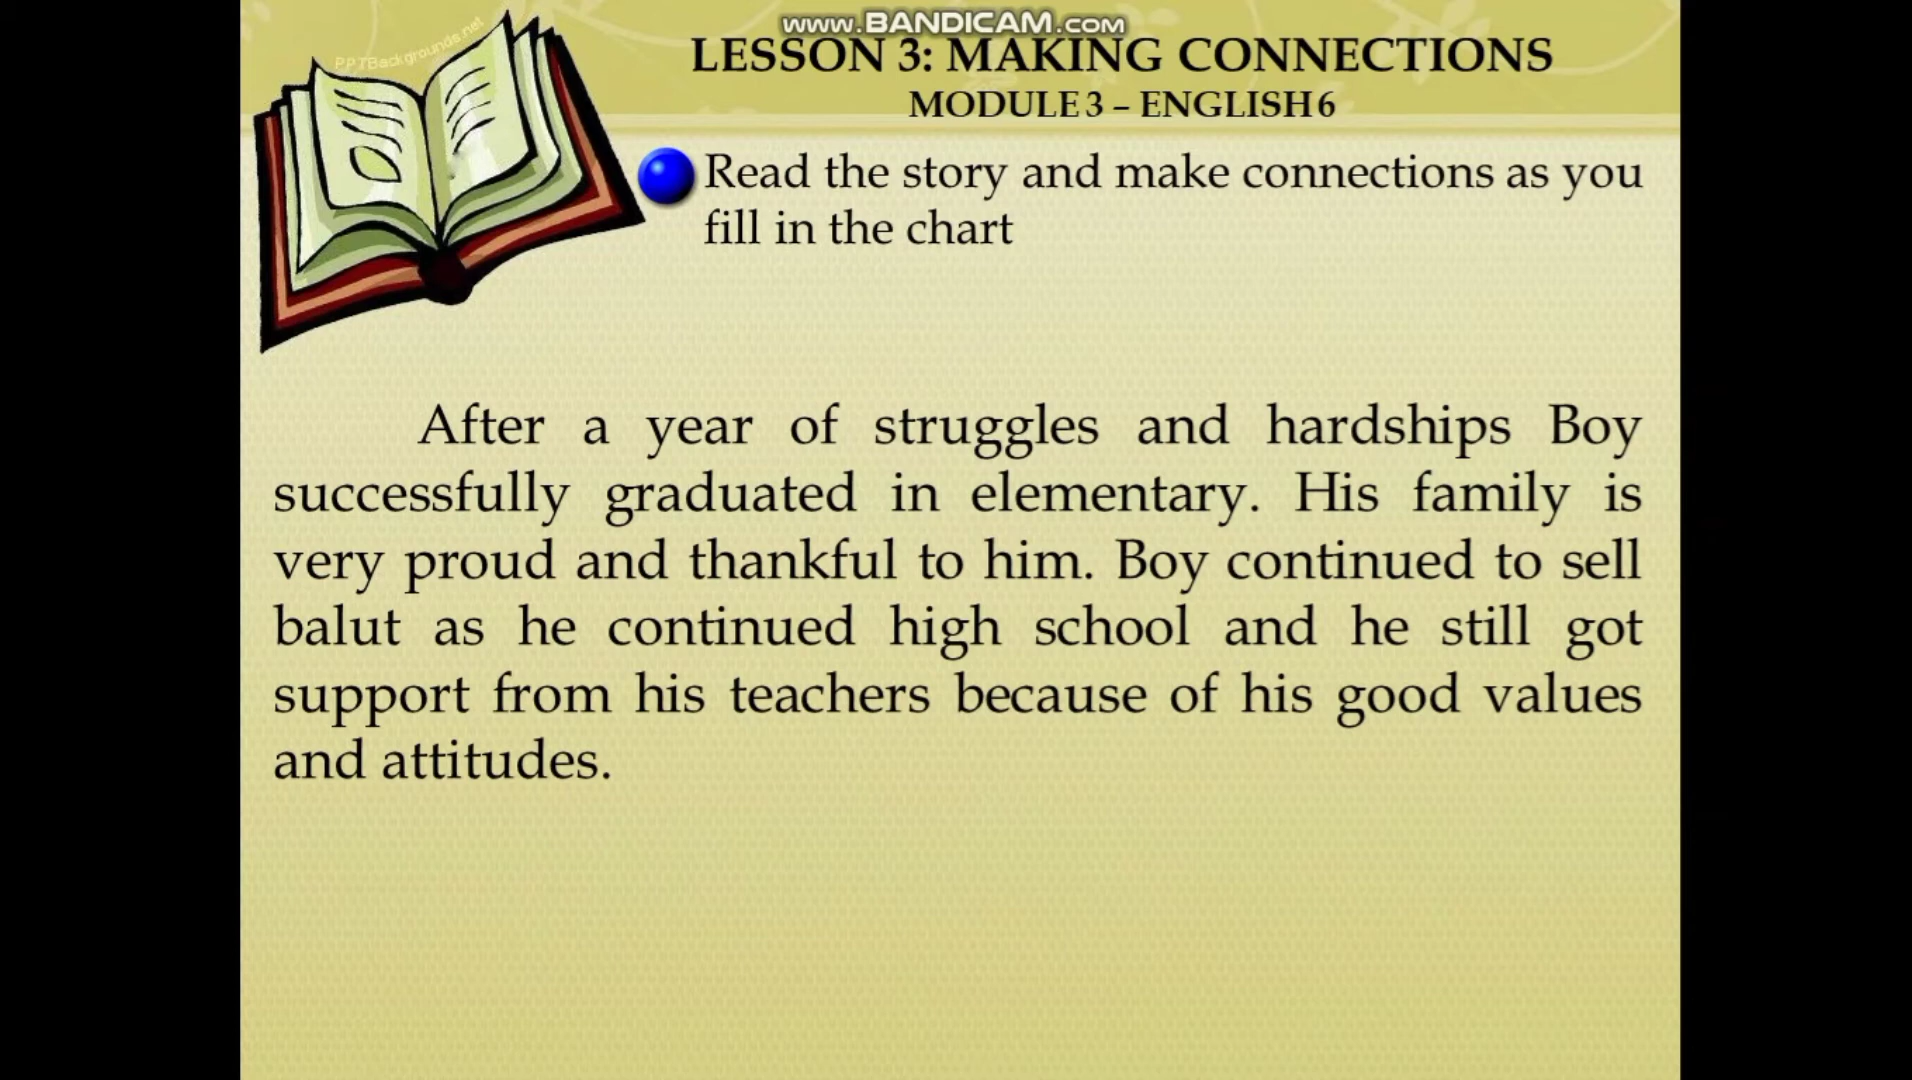 www.BANDICAM.com
PPTBackgrounds.net
LESSON 3: MAKING CONNECTIONS
MODULE 3 – ENGLISH 6
Read the story and make connections as you
fill in the chart
After a year of struggles and hardships Boy
successfully graduated in elementary. His family is
very proud and thankful to him. Boy continued to sell
balut as he continued high school and he still got
support from his teachers because of his good values
and attitudes.